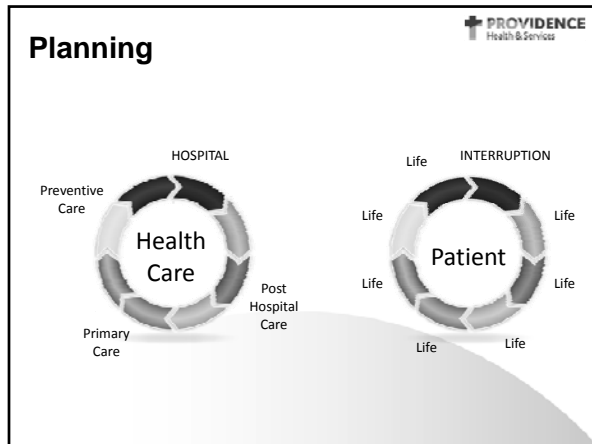 PROVIDENCE
Health & Services
Planning
HOSPITAL
Preventive
Care
Health
Care
Post
Hospital
Care
Primary
Care
Life
INTERRUPTION
Life
Life
Patient
Life
Life
Life
Life